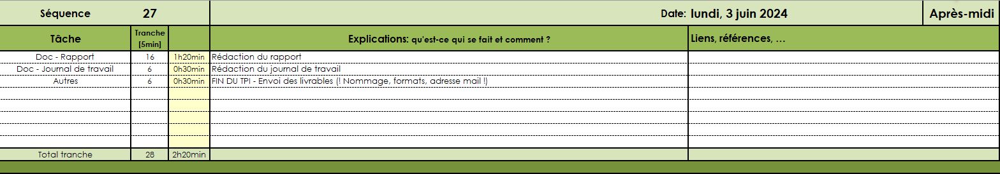 Séquence 27 Date: lundi, 3 juin 2024 Après-midi
Tâche Tranche [5min] Explications: qu'est-ce qui se fait et comment ? Liens, références, …
Doc - Rapport 16 1h20min Rédaction du rapport
Doc - Journal de travail 6 0h30min Rédaction du journal de travail
Autres 6 0h30min FIN DU TPI - Envoi des livrables (! Nommage, formats, adresse mail !)
Total tranche 28 2h20min